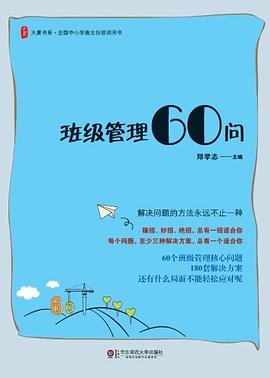 大夏书系·全国中小学班主任培训用书
班级管理60问
郑学志 主编
解决问题的方法永远不止一种
确招、妙招、绝招,总有一招适合你
每个问题,至少三种解决方案,总有一个适合你
60个班级管理核心问题
180套解决方案
还有什么局面不能轻松应对呢
60
华东师范大学出版社